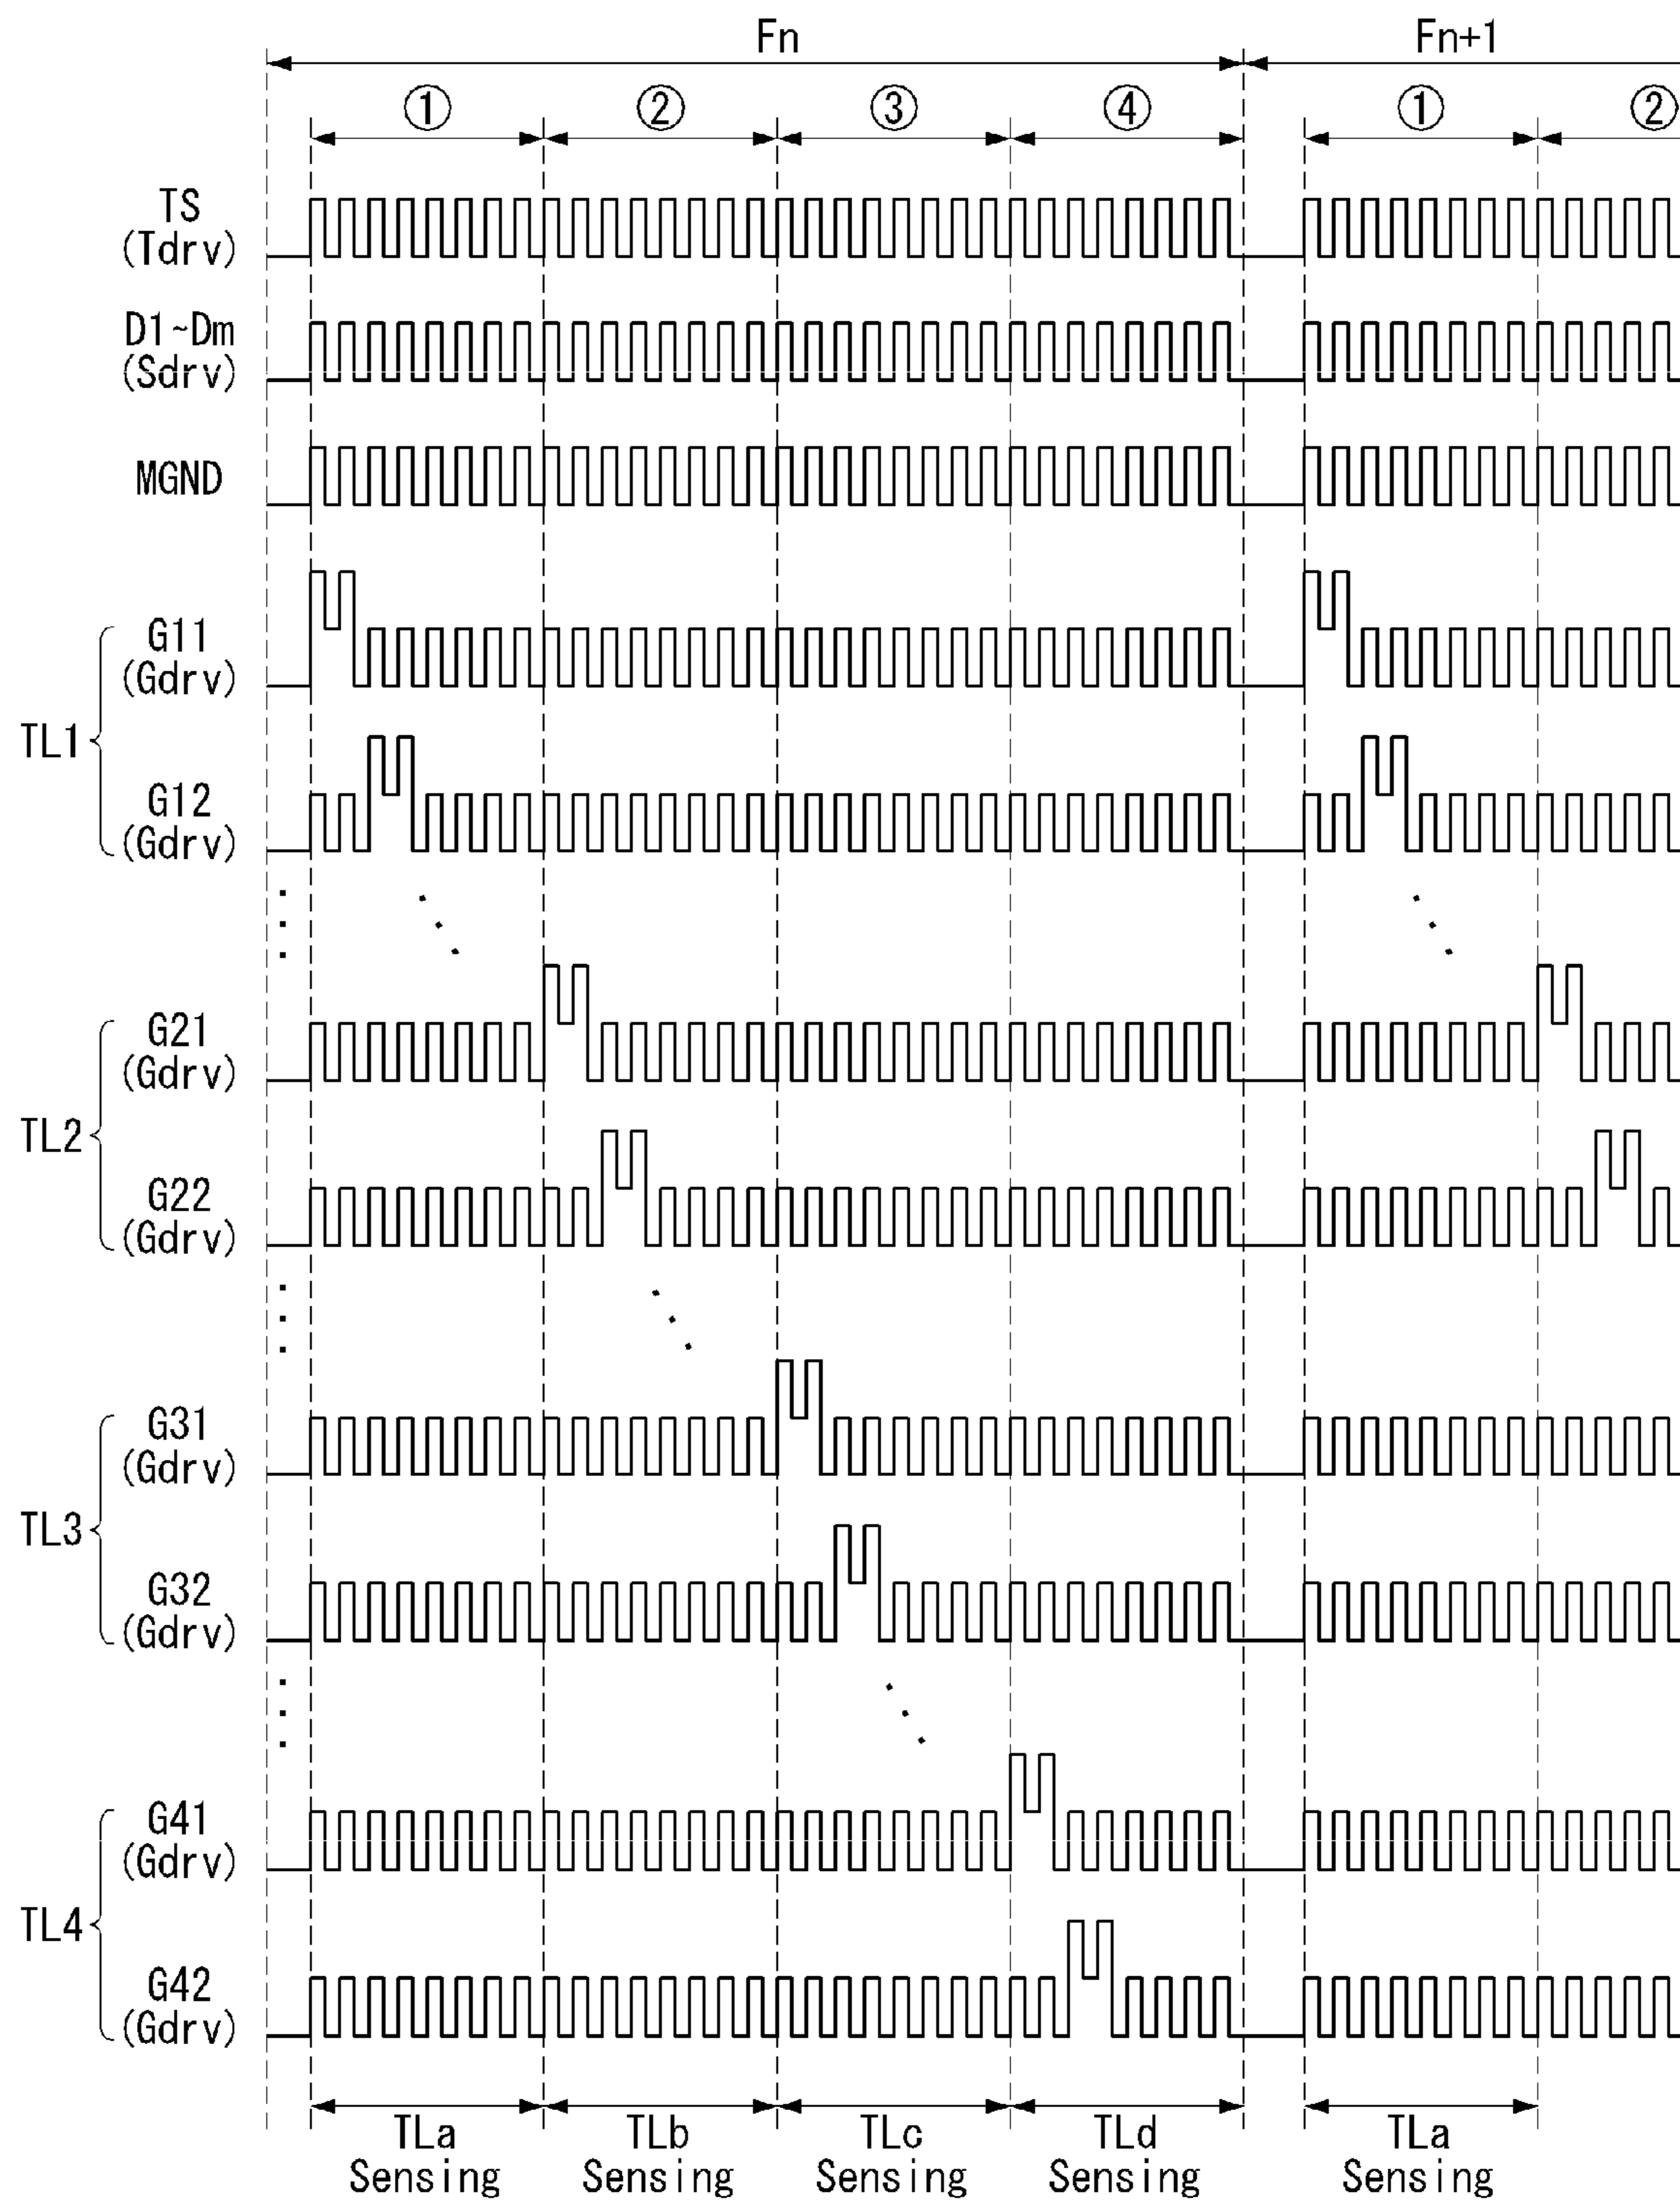 Fn Fn+1
① ② ③ ④ ① ②
TS
(Tdrv)
D1~Dm
(Sdrv)
MGND
G11
(Gdrv)
TL1
G12
(Gdrv)
G21
(Gdrv)
TL2
G22
(Gdrv)
G31
(Gdrv)
TL3
G32
(Gdrv)
G41
(Gdrv)
TL4
G42
(Gdrv)
TLa TLb TLc TLd TLa
Sensing Sensing Sensing Sensing Sensing